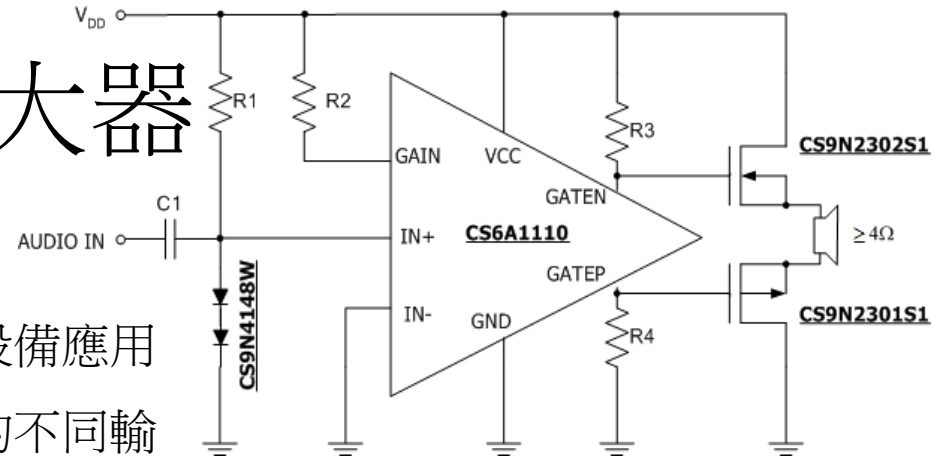 V_DD
大器
R1
R2
R3
GAIN
VCC
GATEN
CS9N2302S1
C1
AUDIO IN
IN+
CS6A1110
≥4Ω
GATEP
CS9N4148W
IN-
GND
R4
CS9N2301S1
設備應用
的不同輸